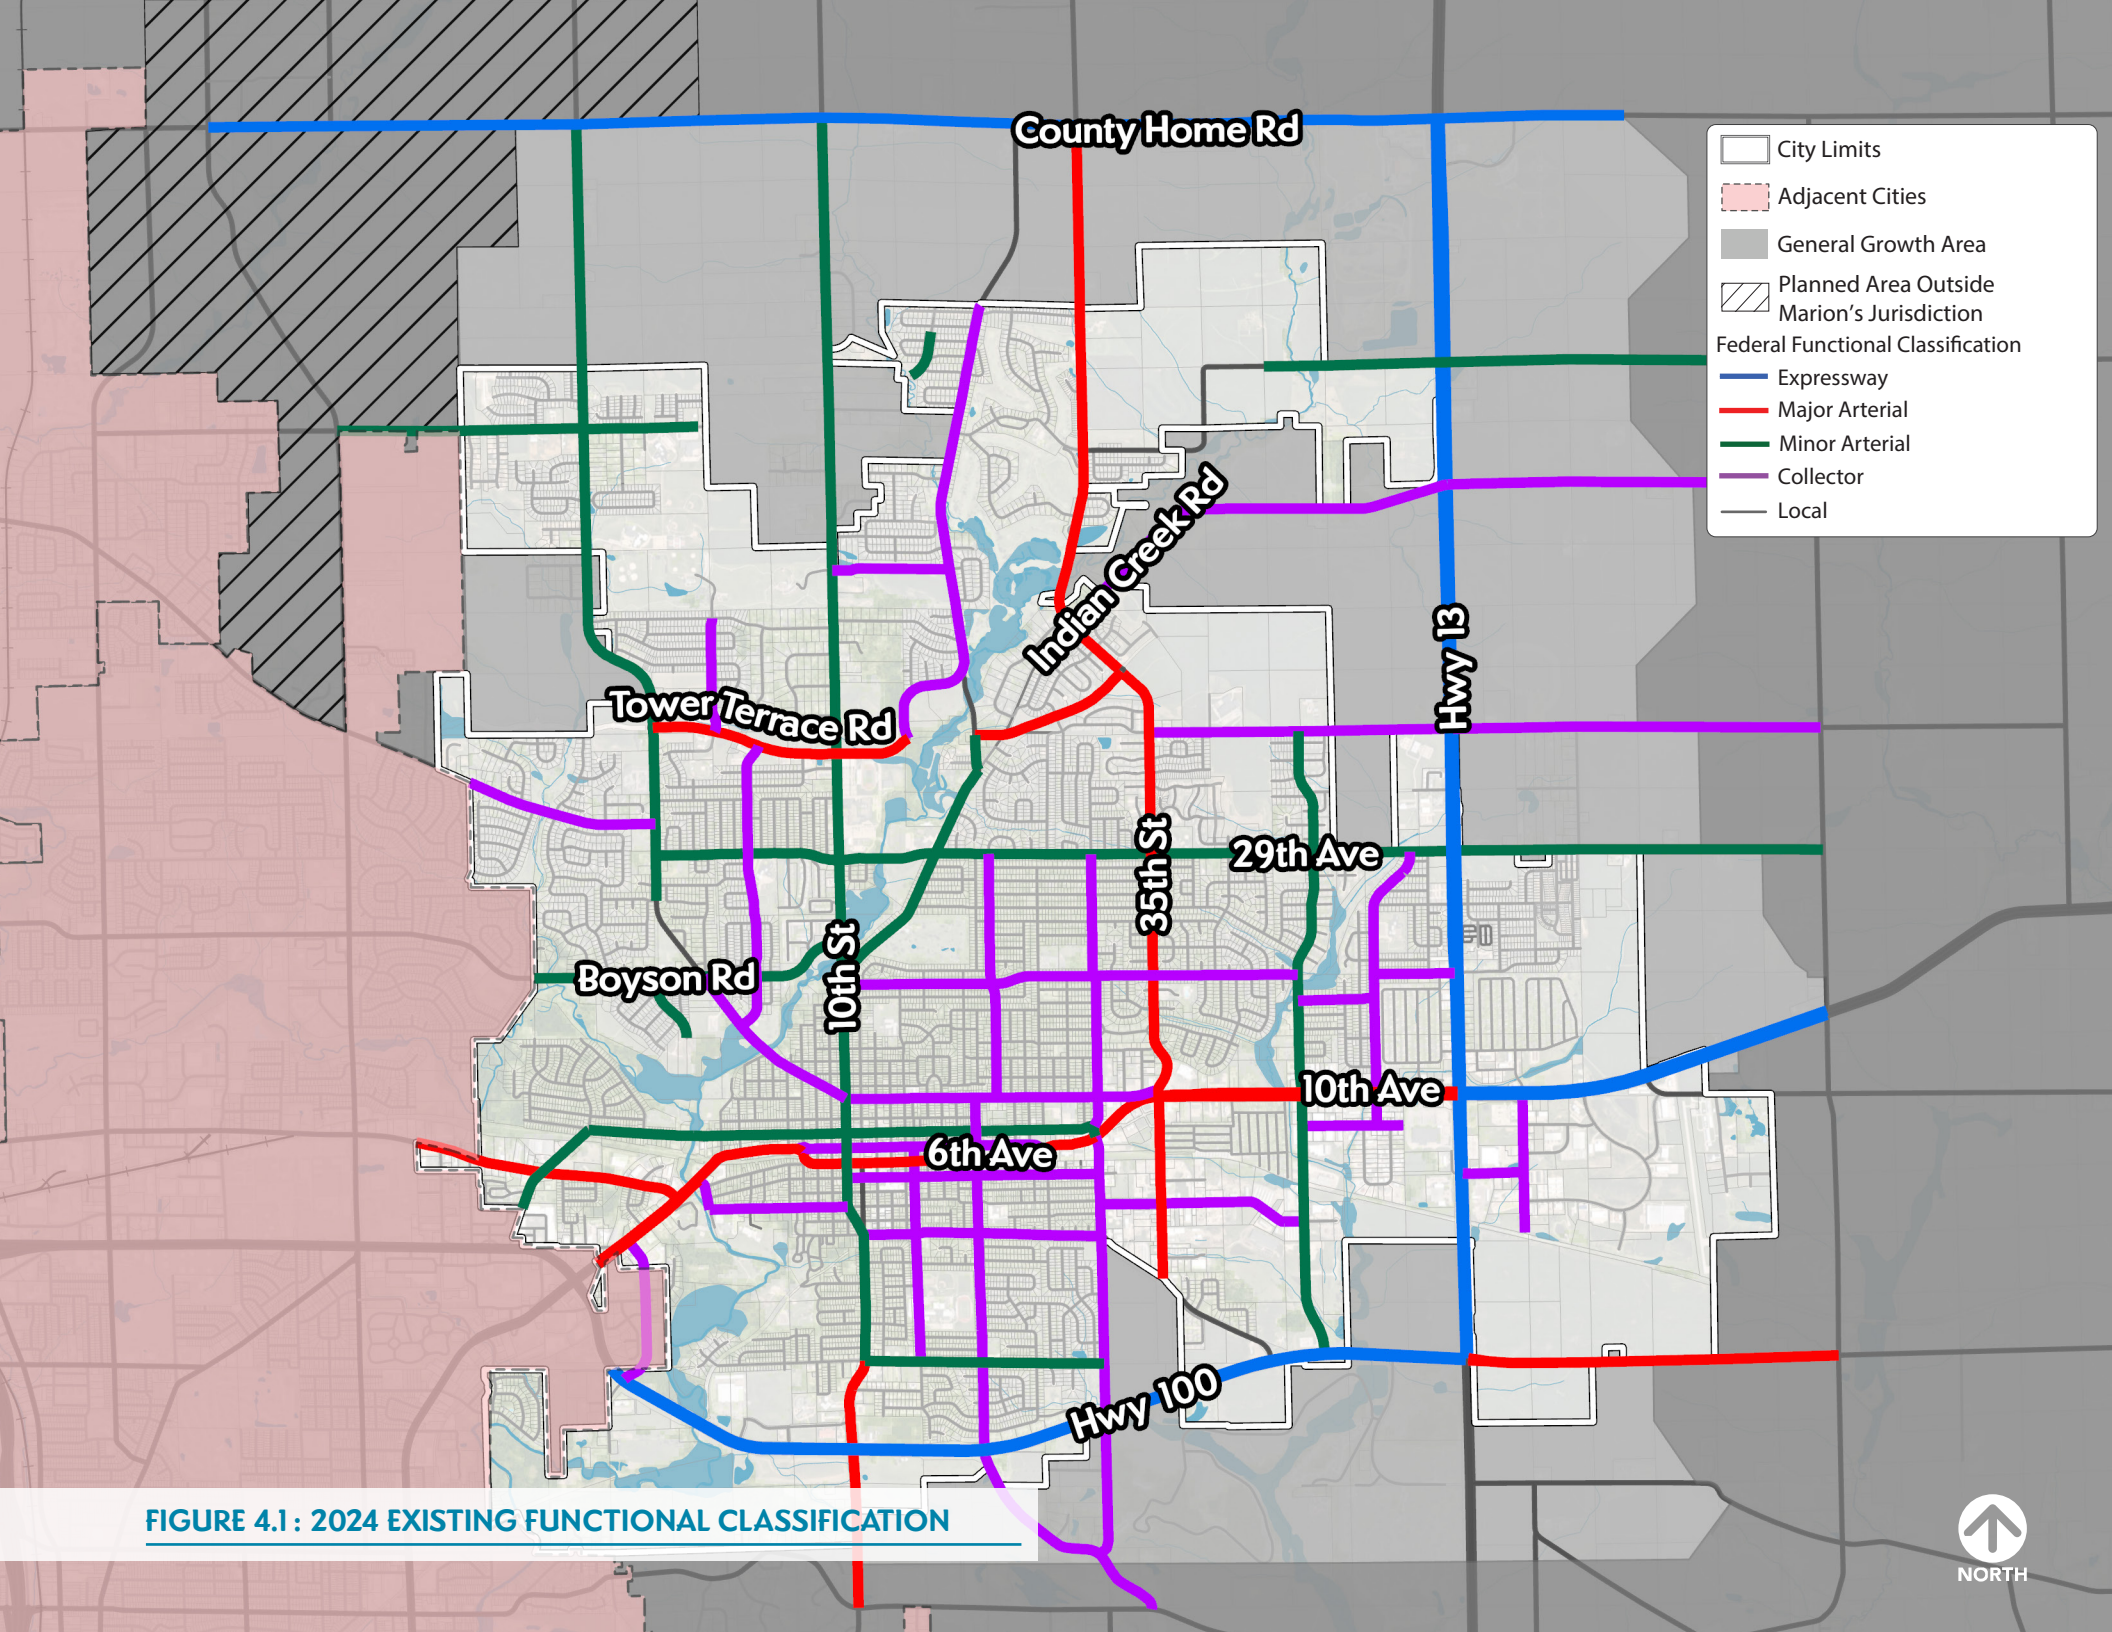 County Home Rd
City Limits
Adjacent Cities
General Growth Area
Planned Area Outside
Marion's Jurisdiction
Federal Functional Classification
Expressway
Major Arterial
Minor Arterial
Collector
Local
Indian Creek Rd
Hwy 13
Tower Terrace Rd
35th St
29th Ave
10th St
Boyson Rd
10th Ave
6th Ave
Hwy 100
FIGURE 4.1: 2024 EXISTING FUNCTIONAL CLASSIFICATION
NORTH